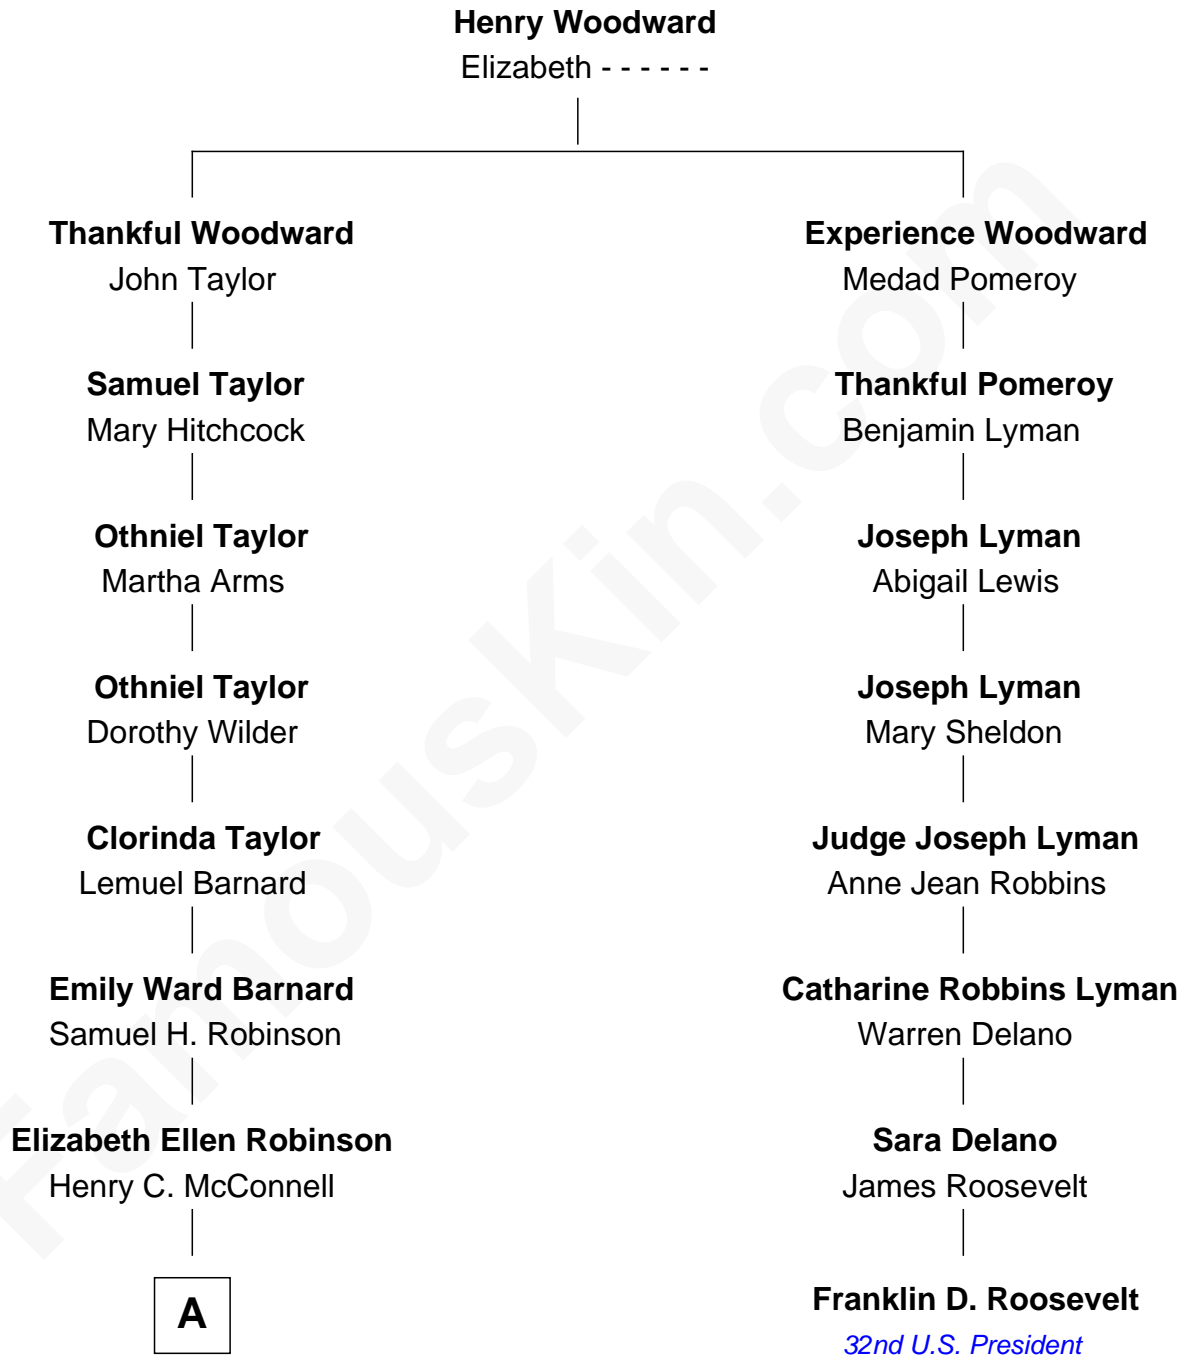 Henry Woodward
Elizabeth - - - - - -
Thankful Woodward
John Taylor
Experience Woodward
Medad Pomeroy
Samuel Taylor
Mary Hitchcock
Thankful Pomeroy
Benjamin Lyman
Othniel Taylor
Martha Arms
Joseph Lyman
Abigail Lewis
Othniel Taylor
Dorothy Wilder
Joseph Lyman
Mary Sheldon
Clorinda Taylor
Lemuel Barnard
Judge Joseph Lyman
Anne Jean Robbins
Emily Ward Barnard
Samuel H. Robinson
Catharine Robbins Lyman
Warren Delano
Elizabeth Ellen Robinson
Henry C. McConnell
Sara Delano
James Roosevelt
A
Franklin D. Roosevelt
32nd U.S. President
FamousKin.com